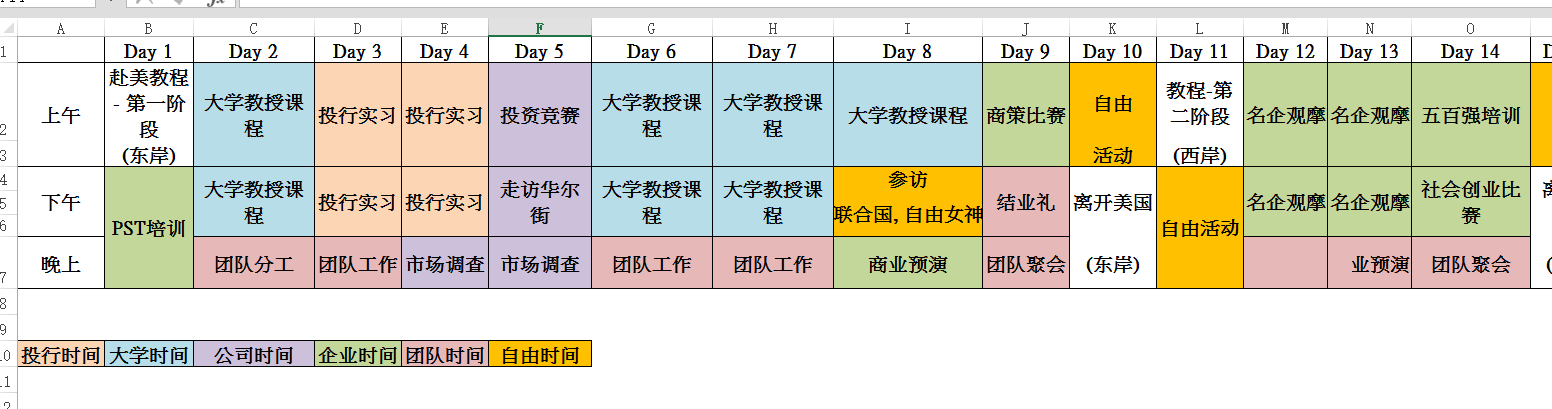 fx
A B C D E F G H I J K L M N O
1 Day 1 Day 2 Day 3 Day 4 Day 5 Day 6 Day 7 Day 8 Day 9 Day 10 Day 11 Day 12 Day 13 Day 14 D
上午
赴美教程
- 第一阶
段
(东岸)
大学教授课
程
投行实习
投行实习
投资竞赛
大学教授课
程
大学教授课
程
大学教授课程
商策比赛
自由
活动
教程-第
二阶段
(西岸)
名企观摩
名企观摩
五百强培训
2
3
下午
PST培训
大学教授课
程
投行实习
投行实习
走访华尔
街
大学教授课
程
大学教授课
程
参访
联合国, 自由女神
结业礼
离开美国
(东岸)
自由活动
名企观摩
名企观摩
社会创业比
赛
4
5
6
晚上
团队分工
团队工作
市场调查
市场调查
团队工作
团队工作
商业预演
团队聚会
业预演
团队聚会
(
7
8
9
投行时间 大学时间 公司时间 企业时间 团队时间 自由时间